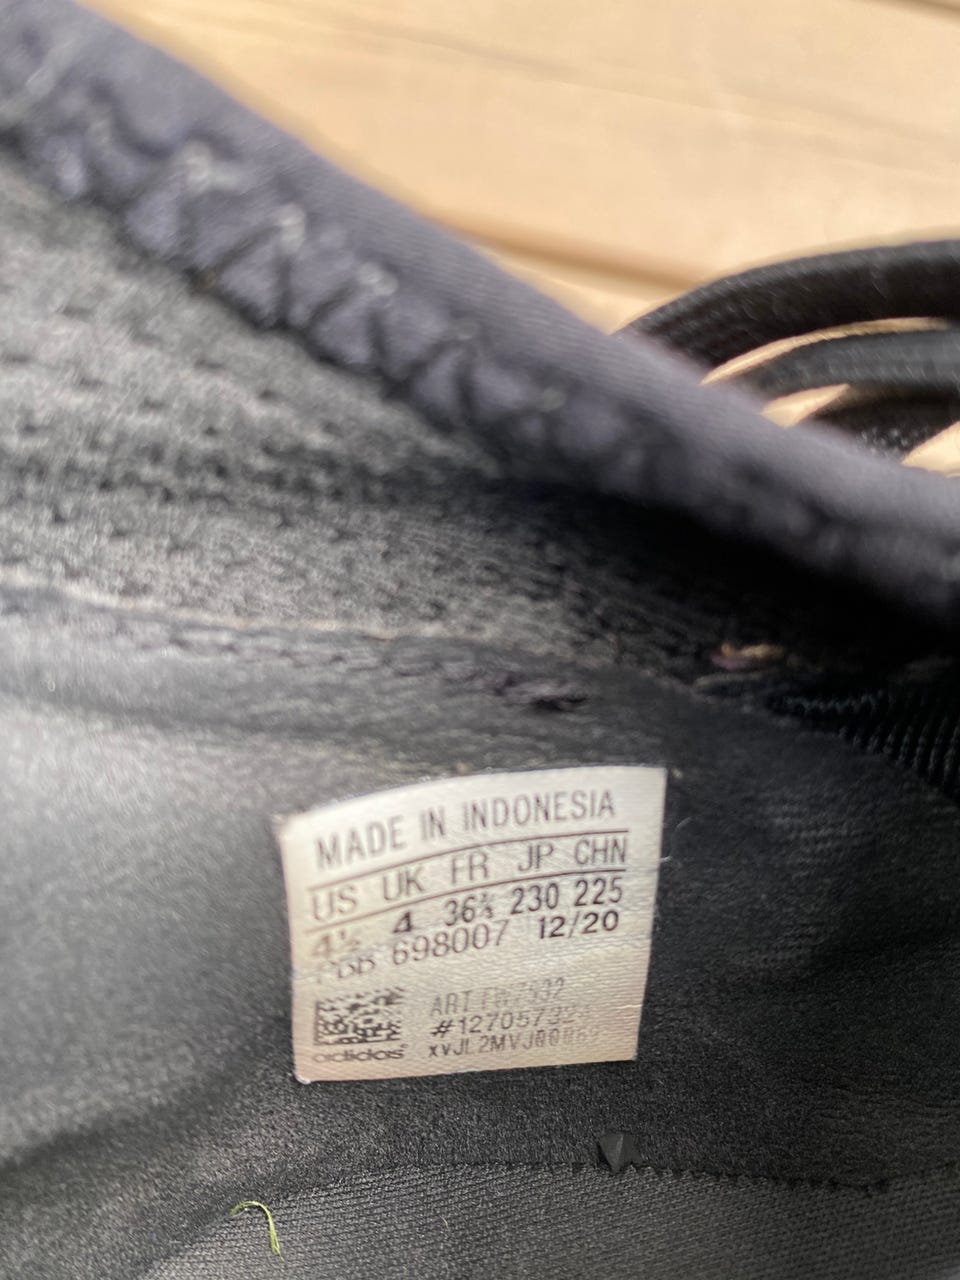 MADE IN INDONESIA
US UK FR JP CHN
4½ 4 36⅔ 230 225
698007 12/20
ART
adidas